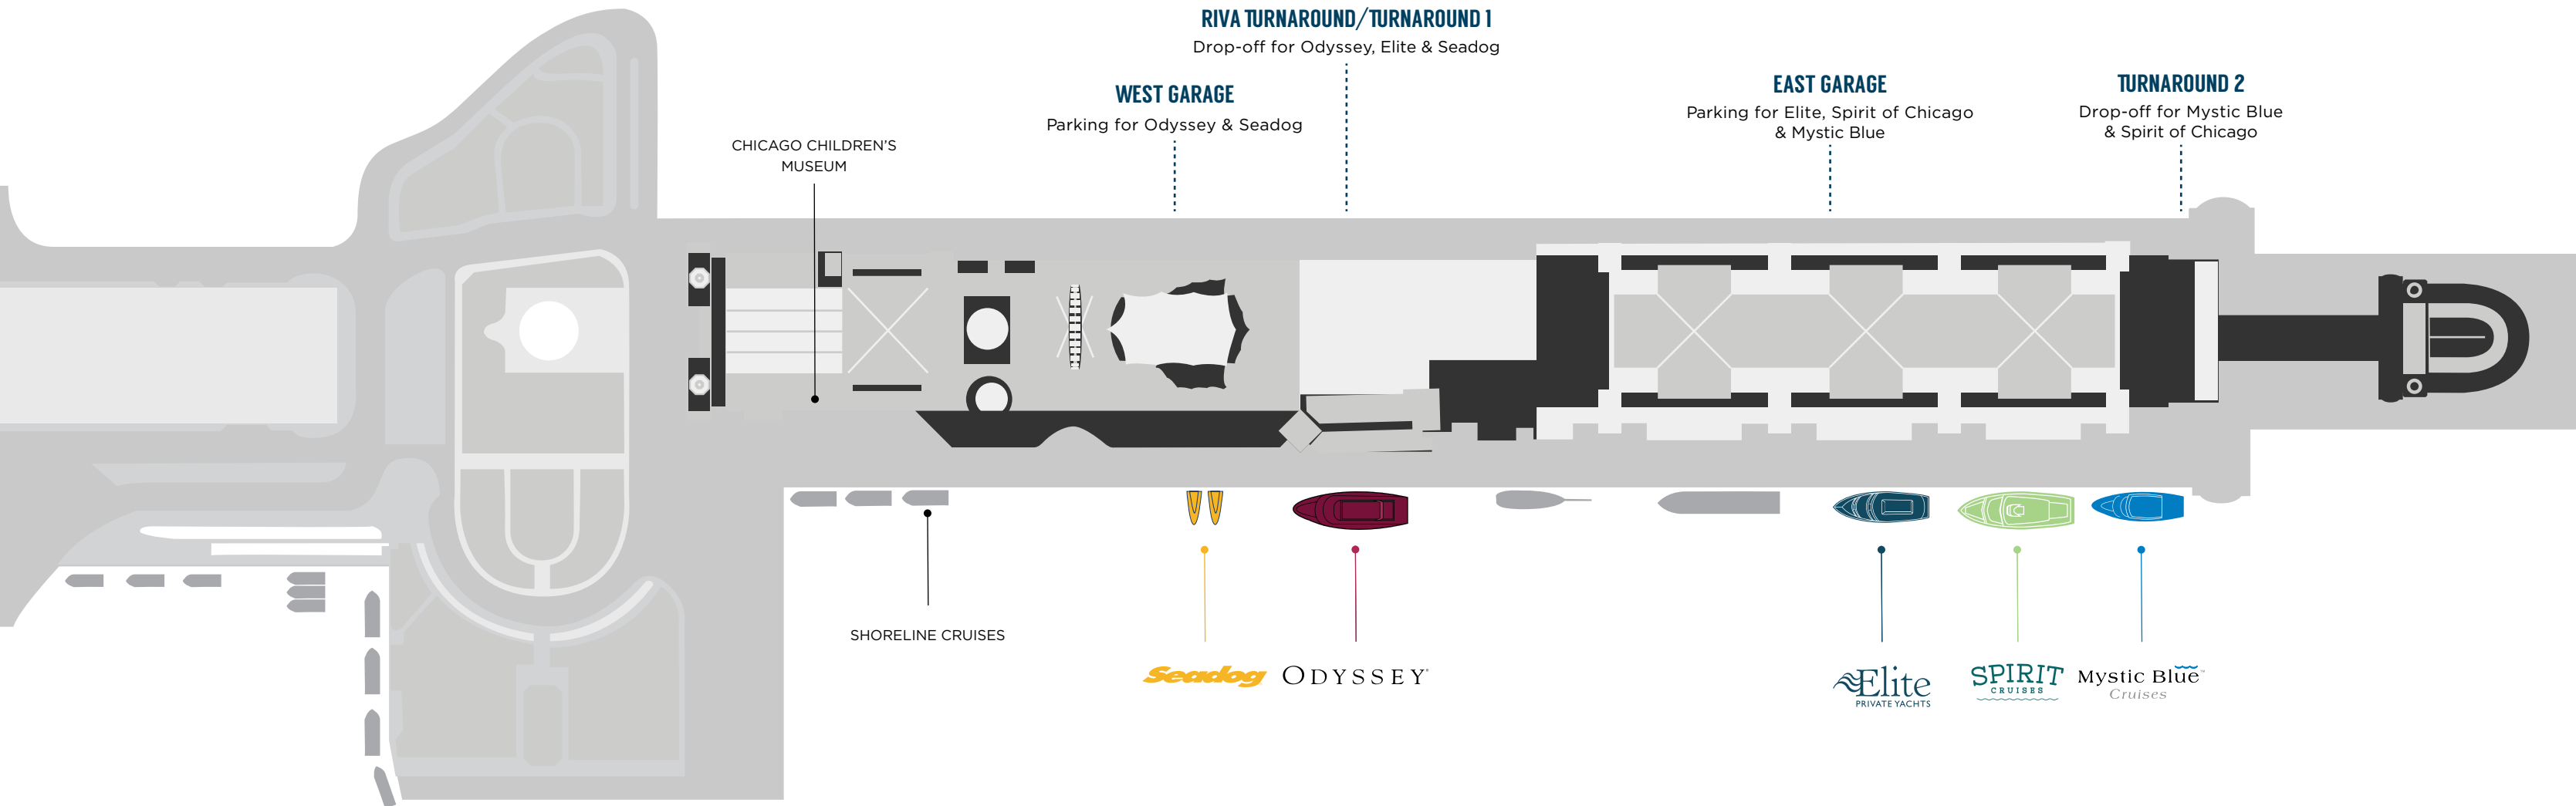 RIVA TURNAROUND/TURNAROUND 1
Drop-off for Odyssey, Elite & Seadog
WEST GARAGE
Parking for Odyssey & Seadog
EAST GARAGE
Parking for Elite, Spirit of Chicago
& Mystic Blue
TURNAROUND 2
Drop-off for Mystic Blue
& Spirit of Chicago
CHICAGO CHILDREN’S
MUSEUM
SHORELINE CRUISES
Seadog
ODYSSEY
Elite
PRIVATE YACHTS
SPIRIT
CRUISES
Mystic Blue™
Cruises